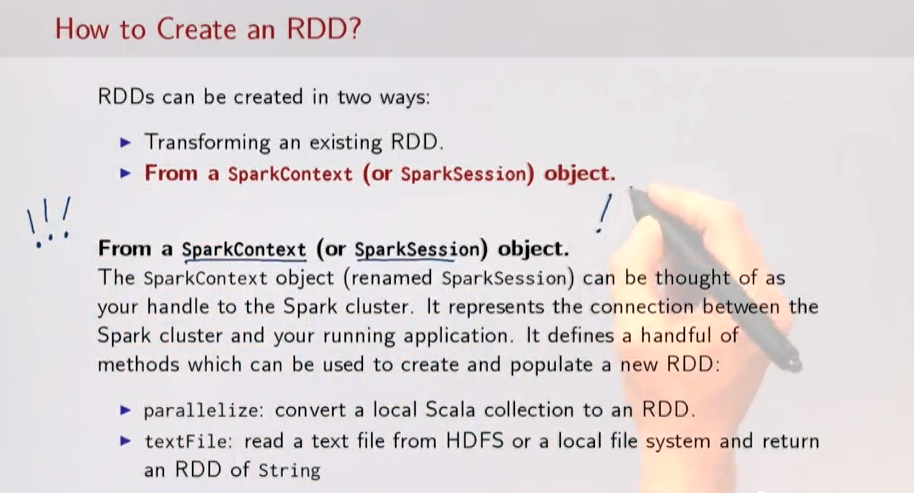 How to Create an RDD?
RDDs can be created in two ways:
Transforming an existing RDD.
From a SparkContext (or SparkSession) object.
!!!
!
From a SparkContext (or SparkSession) object.
The SparkContext object (renamed SparkSession) can be thought of as
your handle to the Spark cluster. It represents the connection between the
Spark cluster and your running application. It defines a handful of
methods which can be used to create and populate a new RDD:
parallelize: convert a local Scala collection to an RDD.
textFile: read a text file from HDFS or a local file system and return
an RDD of String